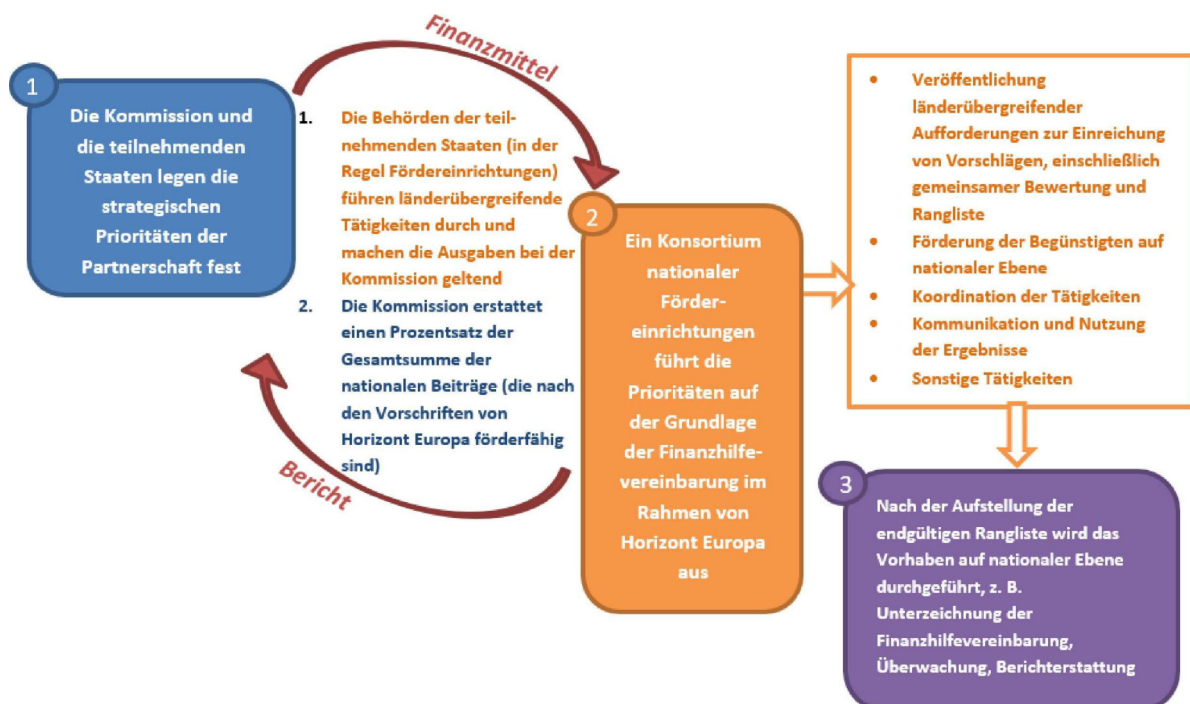 Finanzmittel
1
Die Kommission und
die teilnehmenden
Staaten legen die
strategischen
Prioritäten der
Partnerschaft fest
1. Die Behörden der teil-
nehmenden Staaten (in der
Regel Fördereinrichtungen)
führen länderübergreifende
Tätigkeiten durch und
machen die Ausgaben bei der
Kommission geltend
2. Die Kommission erstattet
einen Prozentsatz der
Gesamtsumme der
nationalen Beiträge (die nach
den Vorschriften von
Horizont Europa förderfähig
sind)
Bericht
2
Ein Konsortium
nationaler
Förder-
einrichtungen
führt die
Prioritäten auf
der Grundlage
der Finanzhilfe-
vereinbarung im
Rahmen von
Horizont Europa
aus
• Veröffentlichung
länderübergreifender
Aufforderungen zur Einreichung
von Vorschlägen, einschließlich
gemeinsamer Bewertung und
Rangliste
• Förderung der Begünstigten auf
nationaler Ebene
• Koordination der Tätigkeiten
• Kommunikation und Nutzung
der Ergebnisse
• Sonstige Tätigkeiten
3
Nach der Aufstellung der
endgültigen Rangliste wird das
Vorhaben auf nationaler Ebene
durchgeführt, z. B.
Unterzeichnung der
Finanzhilfevereinbarung,
Überwachung, Berichterstattung